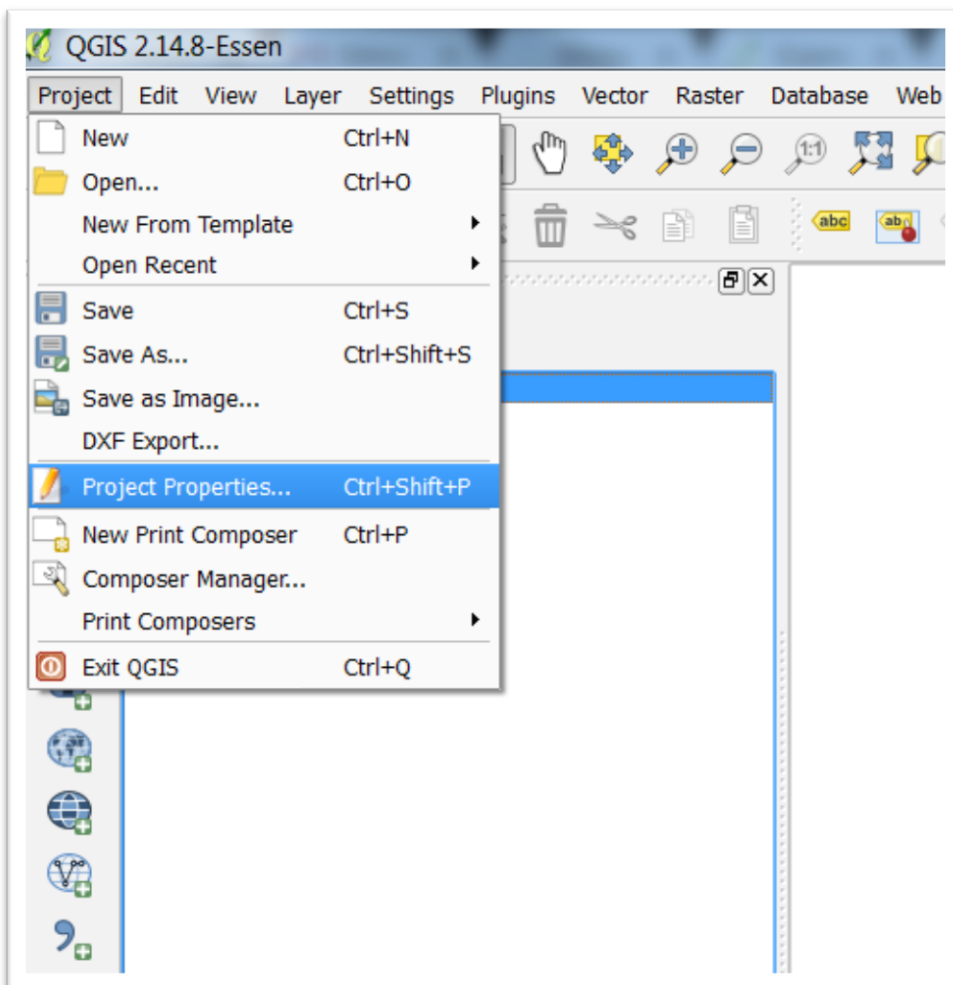 QGIS 2.14.8-Essen
Project Edit View Layer Settings Plugins Vector Raster Database Web
New Ctrl+N
Open... Ctrl+O
New From Template
Open Recent
Save Ctrl+S
Save As... Ctrl+Shift+S
Save as Image...
DXF Export...
Project Properties... Ctrl+Shift+P
New Print Composer Ctrl+P
Composer Manager...
Print Composers
Exit QGIS Ctrl+Q
1:1
abc
ab